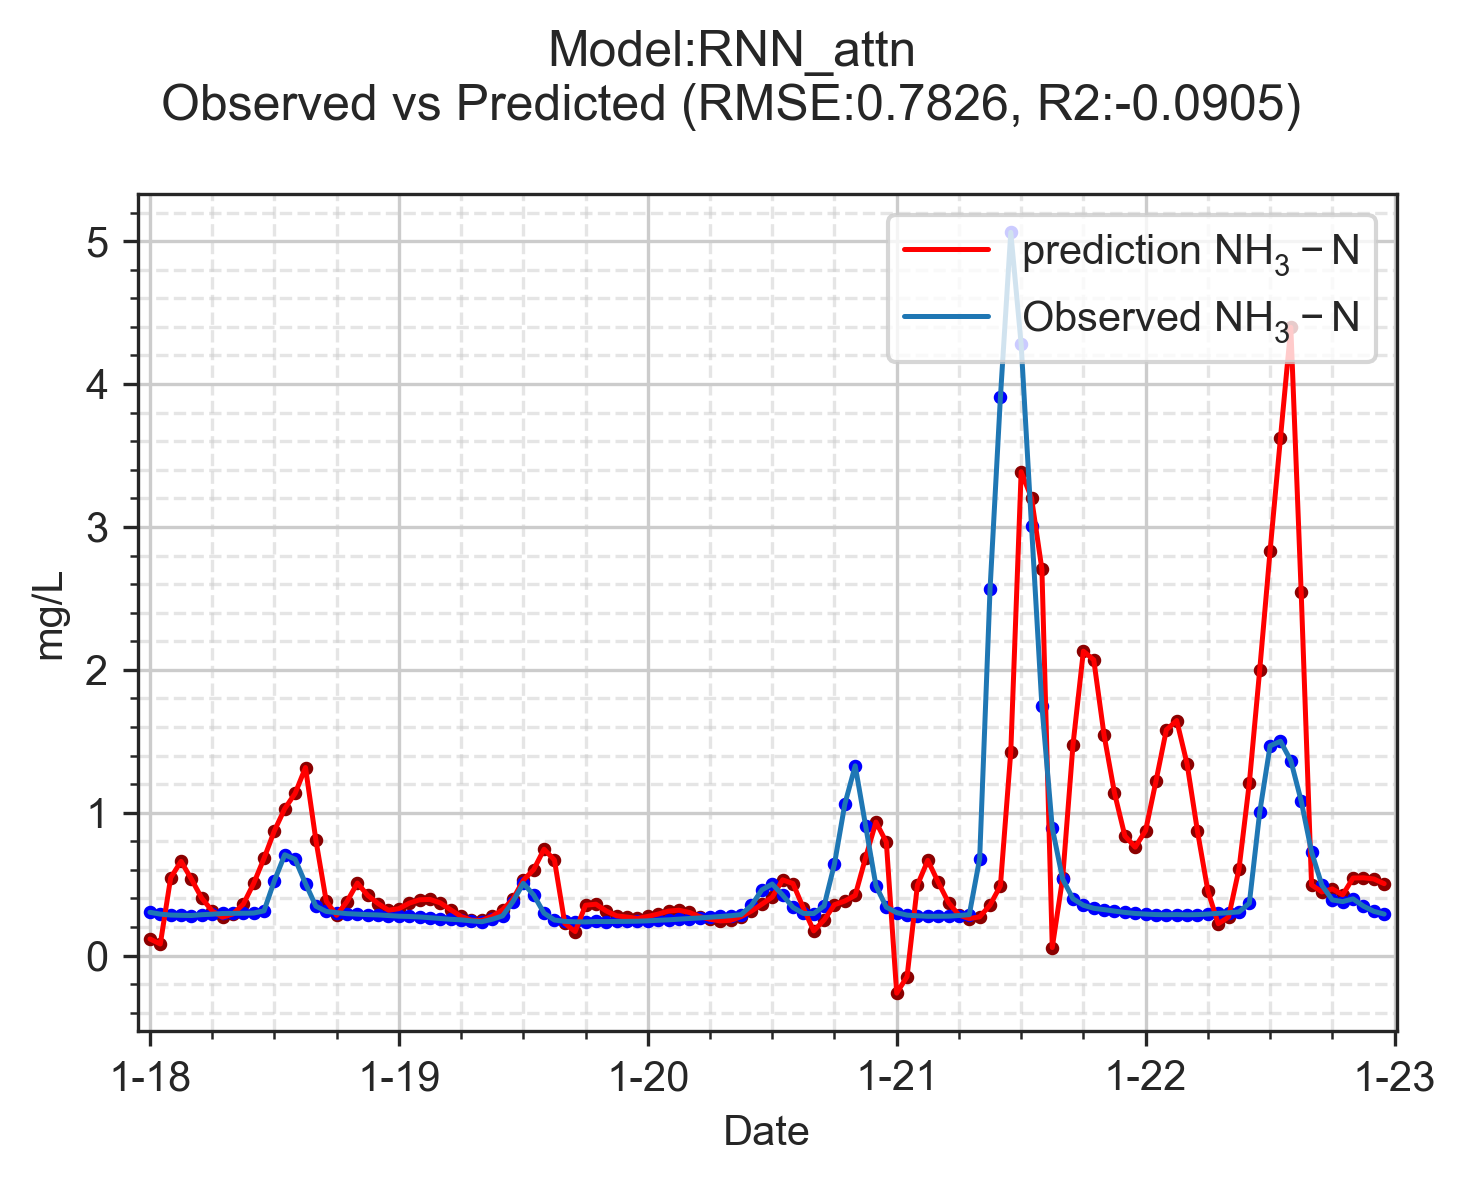 Model:RNN_attn
Observed vs Predicted (RMSE:0.7826, R2:-0.0905)
prediction NH₃ − N
Observed NH₃ − N
5
4
3
2
1
0
mg/L
1-18 1-19 1-20 1-21 1-22 1-23
Date